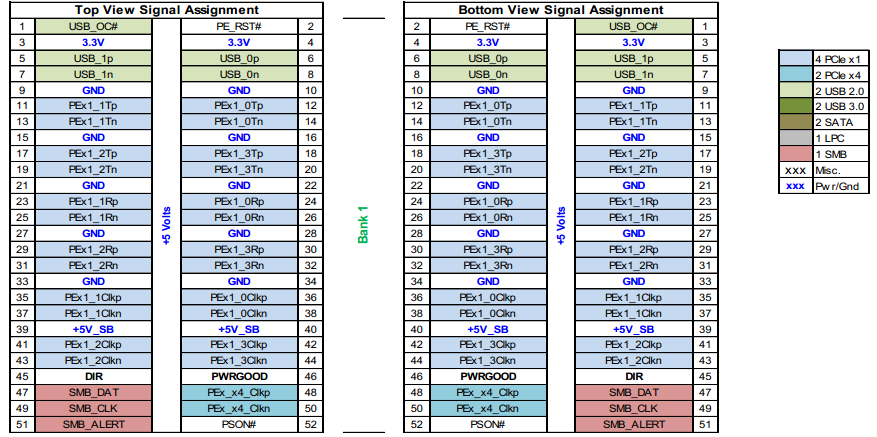 Top View Signal Assignment Bottom View Signal Assignment
1 USB_OC# PE_RST# 2 2 PE_RST# USB_OC# 1
3 3.3V 3.3V 4 4 3.3V 3.3V 3
5 USB_1p USB_0p 6 6 USB_0p USB_1p 5 4 PCIe x1
7 USB_1n USB_0n 8 8 USB_0n USB_1n 7 2 PCIe x4
9 GND GND 10 10 GND GND 9 2 USB 2.0
11 PEx1_1Tp PEx1_0Tp 12 12 PEx1_0Tp PEx1_1Tp 11 2 USB 3.0
13 PEx1_1Tn PEx1_0Tn 14 14 PEx1_0Tn PEx1_1Tn 13 2 SATA
15 GND GND 16 16 GND GND 15 1 LPC
17 PEx1_2Tp PEx1_3Tp 18 18 PEx1_3Tp PEx1_2Tp 17 1 SMB
19 PEx1_2Tn PEx1_3Tn 20 20 PEx1_3Tn PEx1_2Tn 19 xxx Misc.
21 GND GND 22 22 GND GND 21 xxx Pwr/Gnd
23 PEx1_1Rp PEx1_0Rp 24 24 PEx1_0Rp PEx1_1Rp 23
25 PEx1_1Rn PEx1_0Rn 26 26 PEx1_0Rn PEx1_1Rn 25
+5 Volts Bank 1 +5 Volts
27 GND GND 28 28 GND GND 27
29 PEx1_2Rp PEx1_3Rp 30 30 PEx1_3Rp PEx1_2Rp 29
31 PEx1_2Rn PEx1_3Rn 32 32 PEx1_3Rn PEx1_2Rn 31
33 GND GND 34 34 GND GND 33
35 PEx1_1Clkp PEx1_0Clkp 36 36 PEx1_0Clkp PEx1_1Clkp 35
37 PEx1_1Clkn PEx1_0Clkn 38 38 PEx1_0Clkn PEx1_1Clkn 37
39 +5V_SB +5V_SB 40 40 +5V_SB +5V_SB 39
41 PEx1_2Clkp PEx1_3Clkp 42 42 PEx1_3Clkp PEx1_2Clkp 41
43 PEx1_2Clkn PEx1_3Clkn 44 44 PEx1_3Clkn PEx1_2Clkn 43
45 DIR PWRGOOD 46 46 PWRGOOD DIR 45
47 SMB_DAT PEx_x4_Clkp 48 48 PEx_x4_Clkp SMB_DAT 47
49 SMB_CLK PEx_x4_Clkn 50 50 PEx_x4_Clkn SMB_CLK 49
51 SMB_ALERT PSON# 52 52 PSON# SMB_ALERT 51